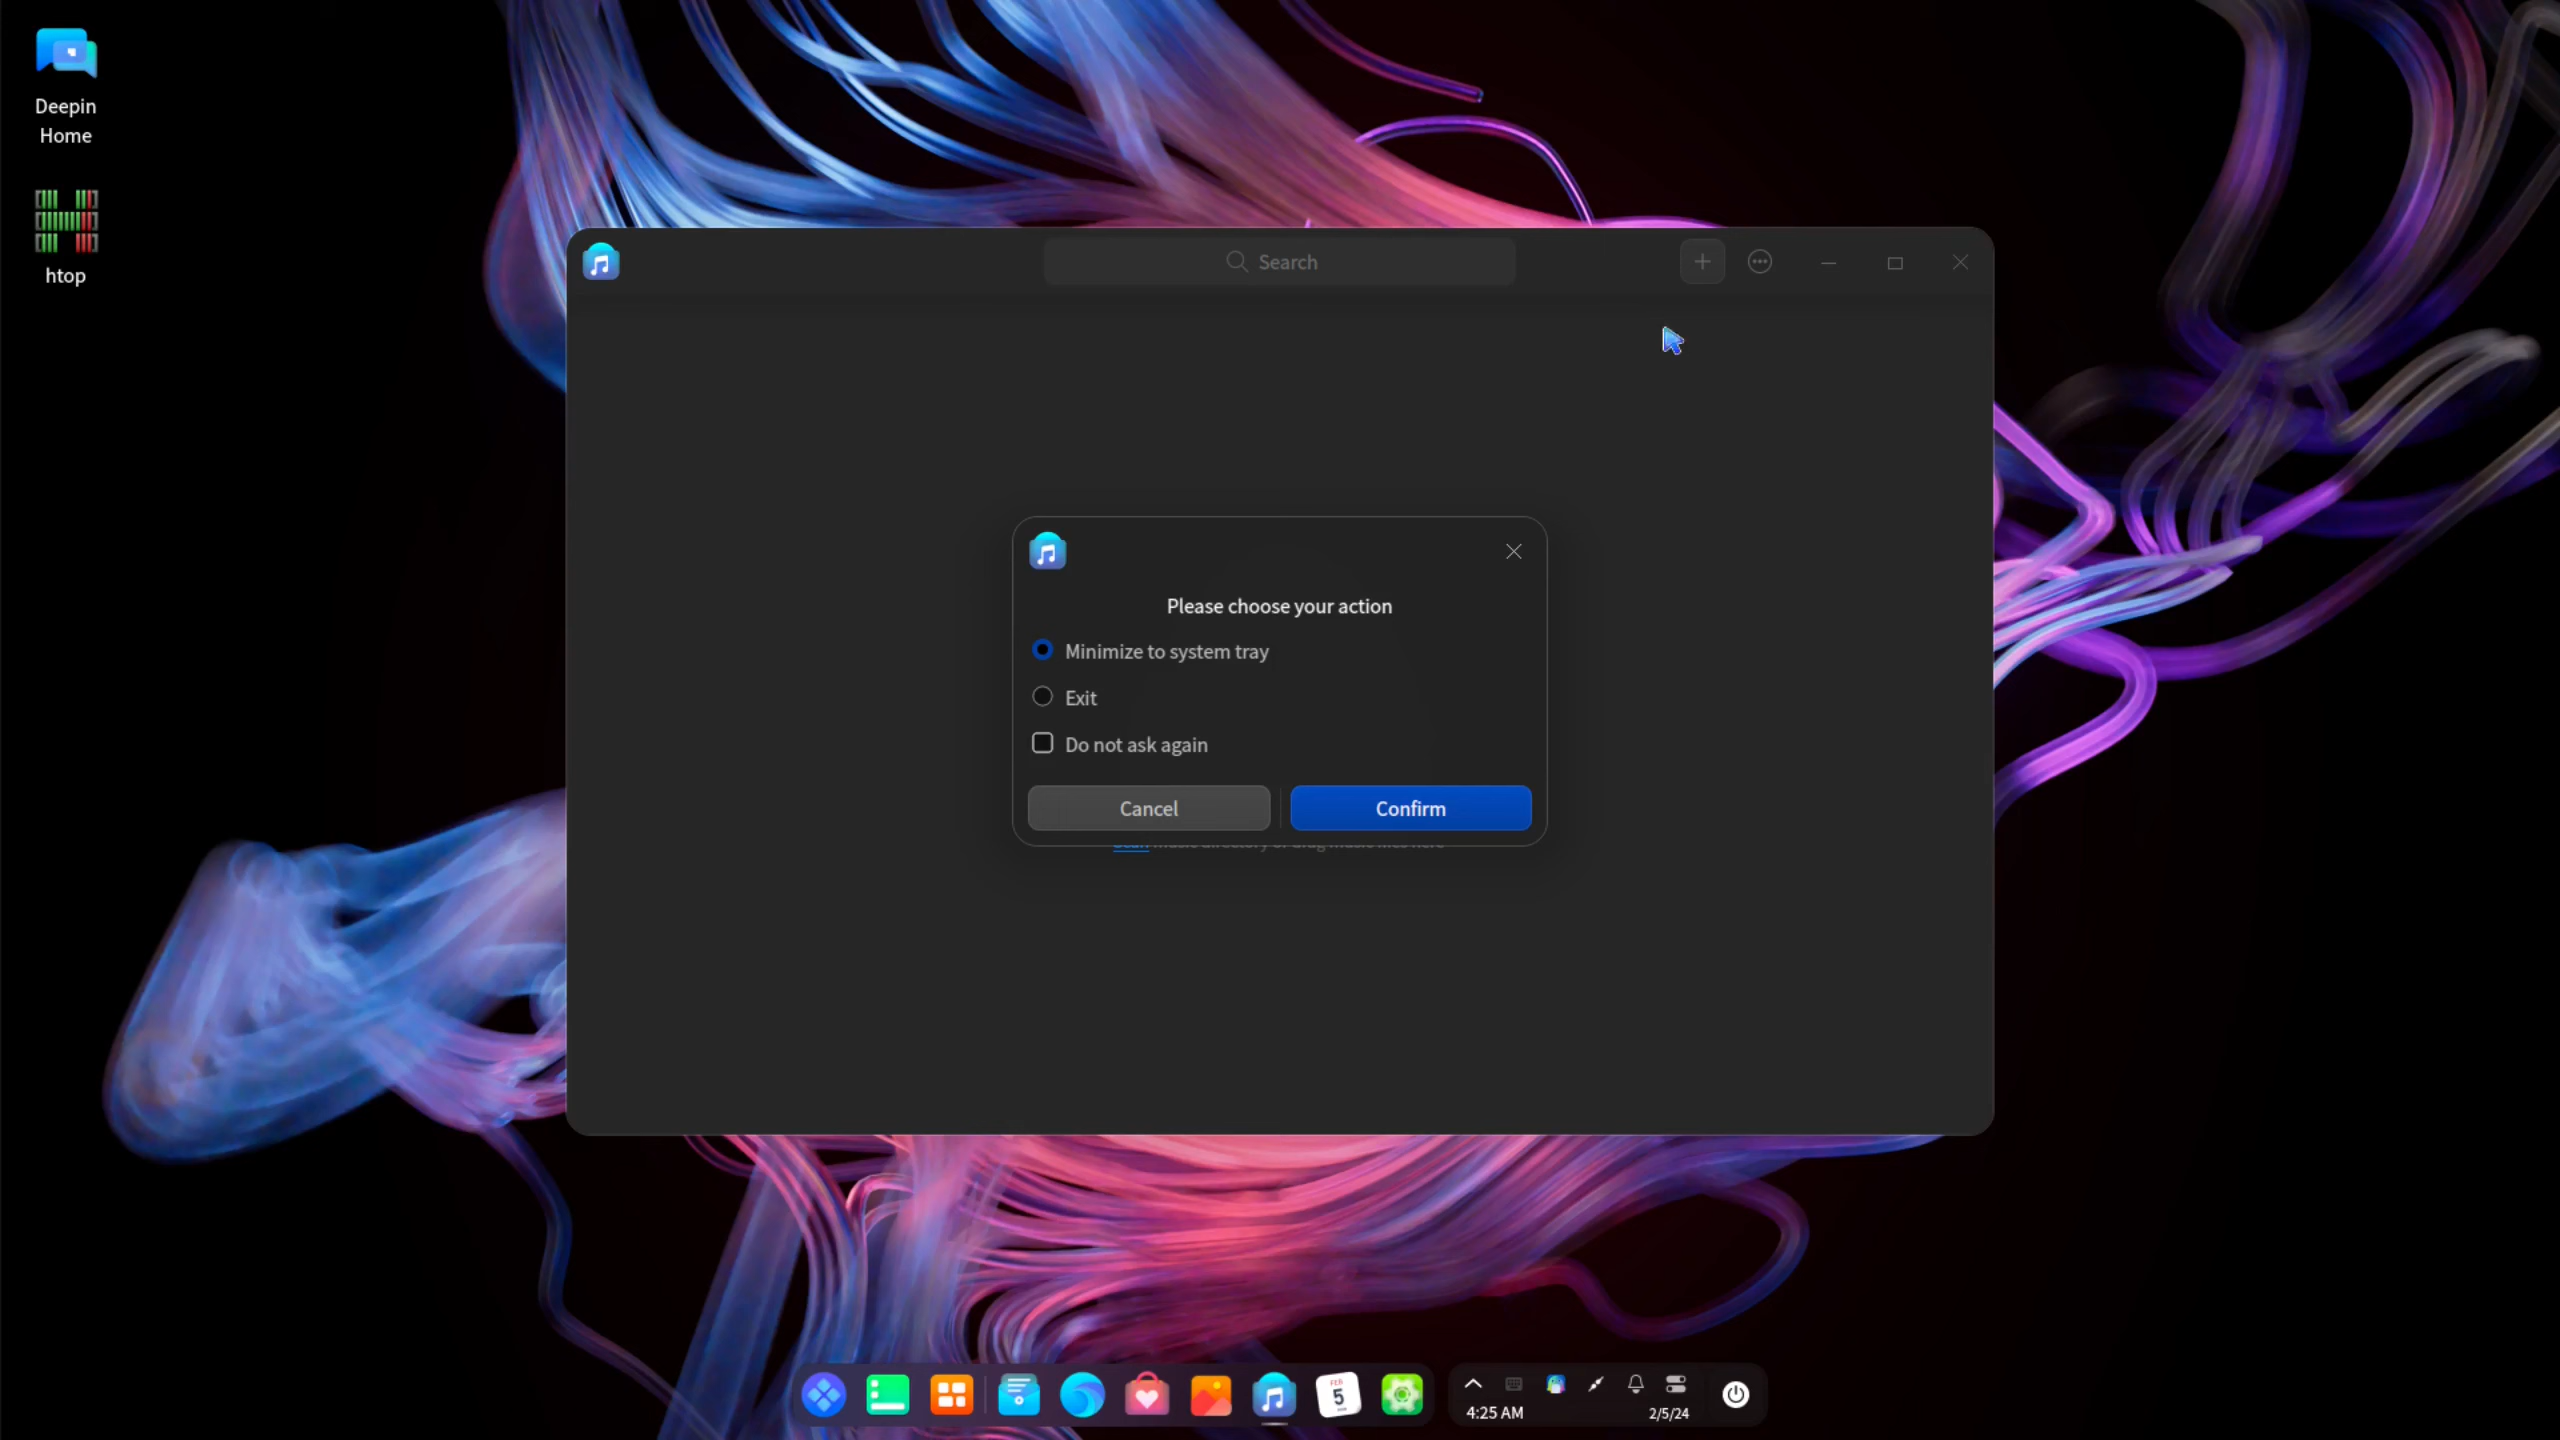 Deepin
Home
htop
Search
Please choose your action
Minimize to system tray
Exit
Do not ask again
Cancel
Confirm
FEB
5
4:25 AM
2/5/24